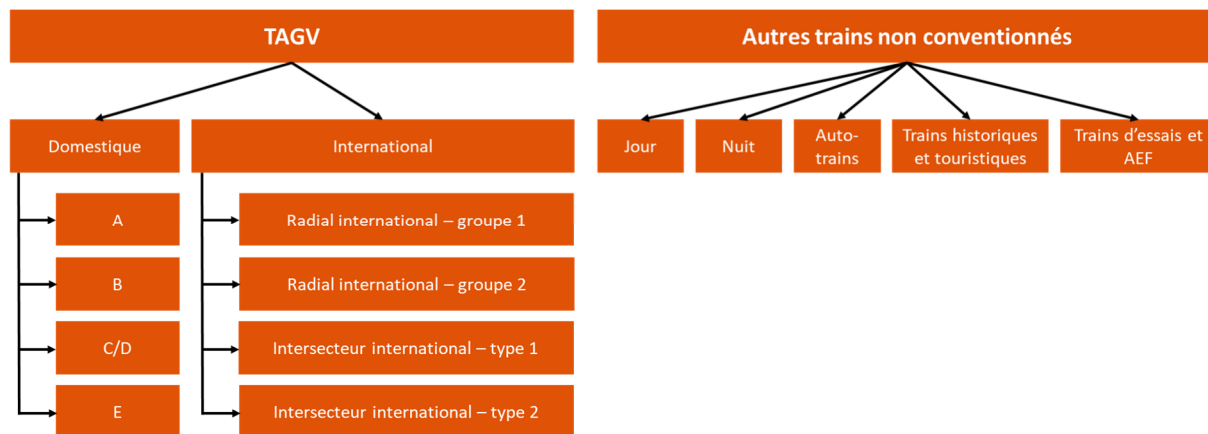 TAGV
Domestique
International
A
B
C/D
E
Radial international – groupe 1
Radial international – groupe 2
Intersecteur international – type 1
Intersecteur international – type 2
Autres trains non conventionnés
Jour
Nuit
Auto-
trains
Trains historiques
et touristiques
Trains d'essais et
AEF